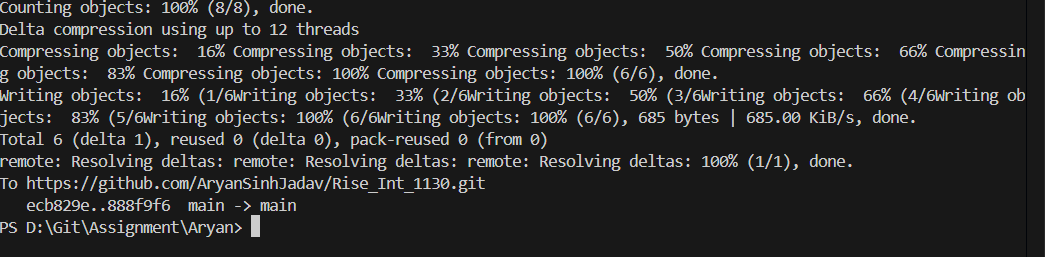 Counting objects: 100% (8/8), done.
Delta compression using up to 12 threads
Compressing objects:  16% Compressing objects:  33% Compressing objects:  50% Compressing objects:  66% Compressin
g objects:  83% Compressing objects: 100% Compressing objects: 100% (6/6), done.
Writing objects:  16% (1/6Writing objects:  33% (2/6Writing objects:  50% (3/6Writing objects:  66% (4/6Writing ob
jects:  83% (5/6Writing objects: 100% (6/6Writing objects: 100% (6/6), 685 bytes | 685.00 KiB/s, done.
Total 6 (delta 1), reused 0 (delta 0), pack-reused 0 (from 0)
remote: Resolving deltas: remote: Resolving deltas: remote: Resolving deltas: 100% (1/1), done.
To https://github.com/AryanSinhJadav/Rise_Int_1130.git
   ecb829e..888f9f6  main -> main
PS D:\Git\Assignment\Aryan>